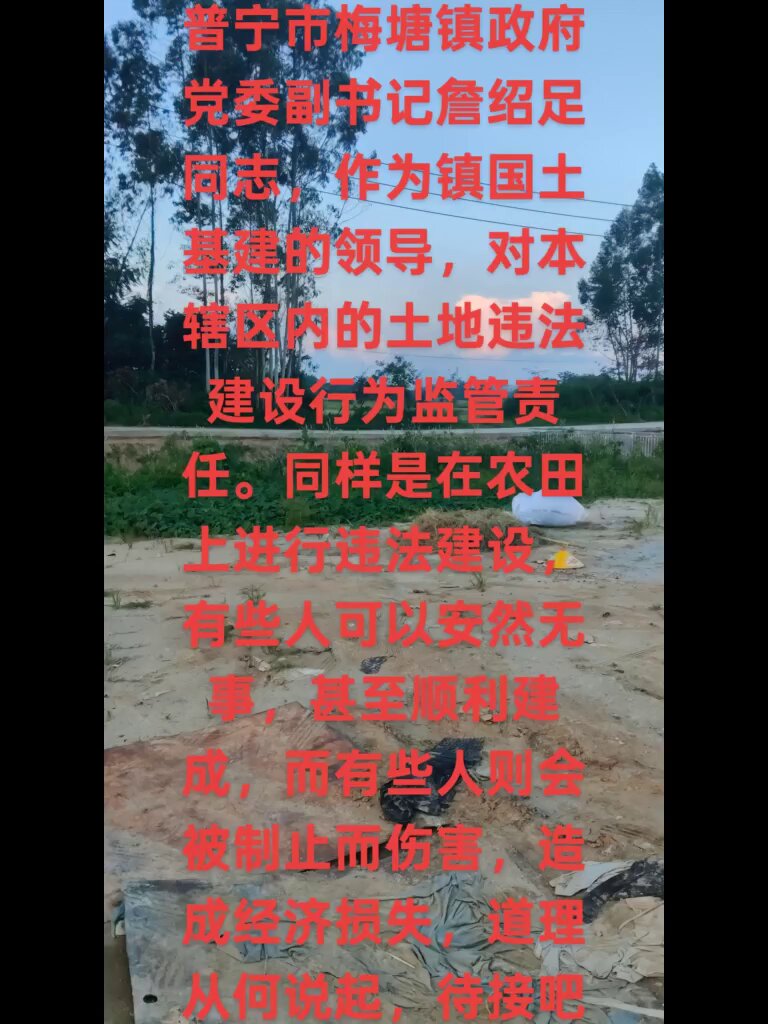 普宁市梅塘镇政府
党委副书记詹绍足
同志，作为镇国土
基建的领导，对本
辖区内的土地违法
建设行为监管责
任。同样是在农田
上进行违法建设，
有些人可以安然无
事，甚至顺利建
成，而有些人则会
被制止而伤害，造
成经济损失，道理
从何说起，待接吧